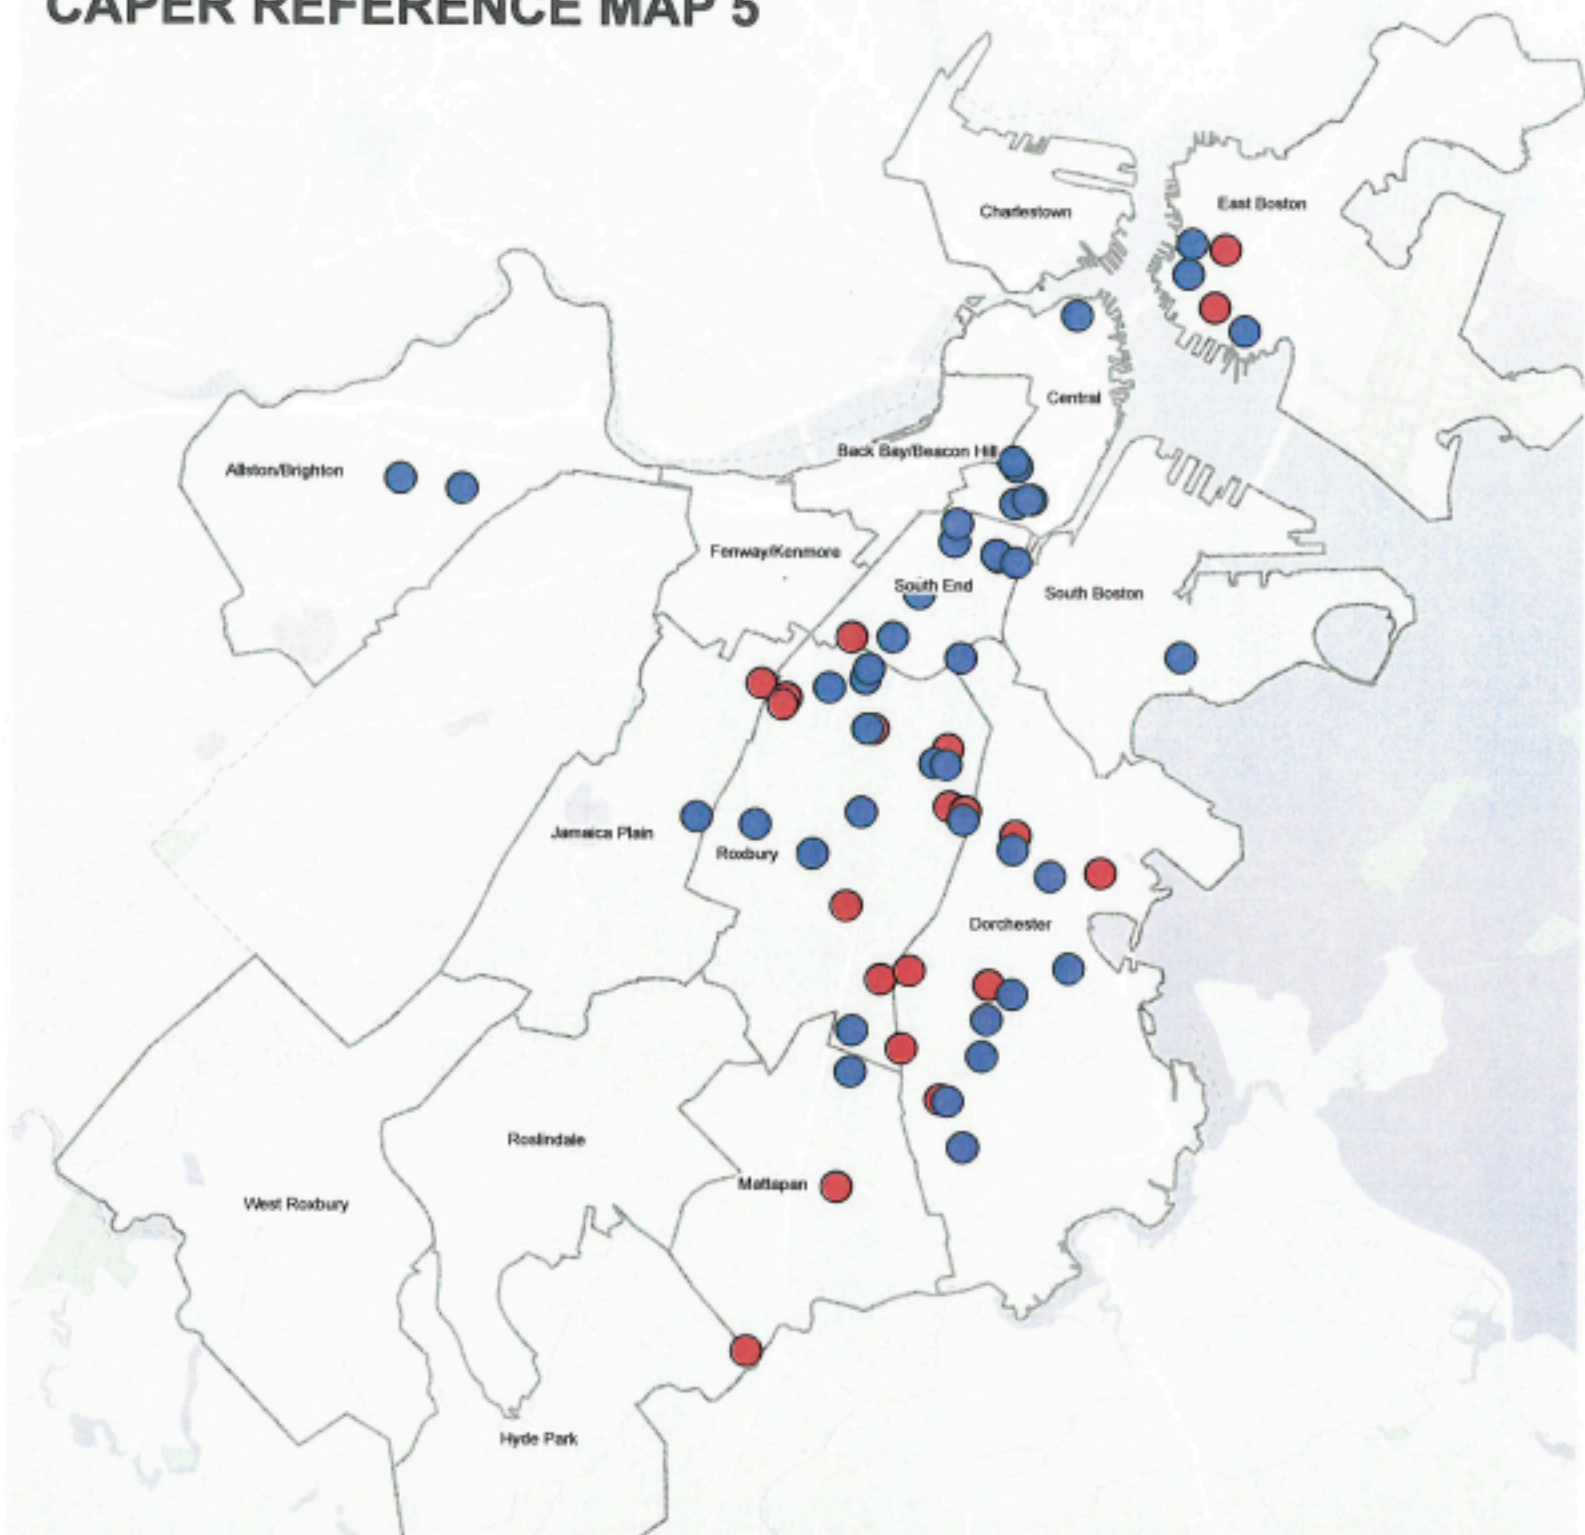 CAPER REFERENCE MAP 5
Charlestown
East Boston
Central
Back Bay/Beacon Hill
Allston/Brighton
Fenway/Kenmore
South End
South Boston
Jamaica Plain
Roxbury
Dorchester
Roslindale
Mattapan
West Roxbury
Hyde Park